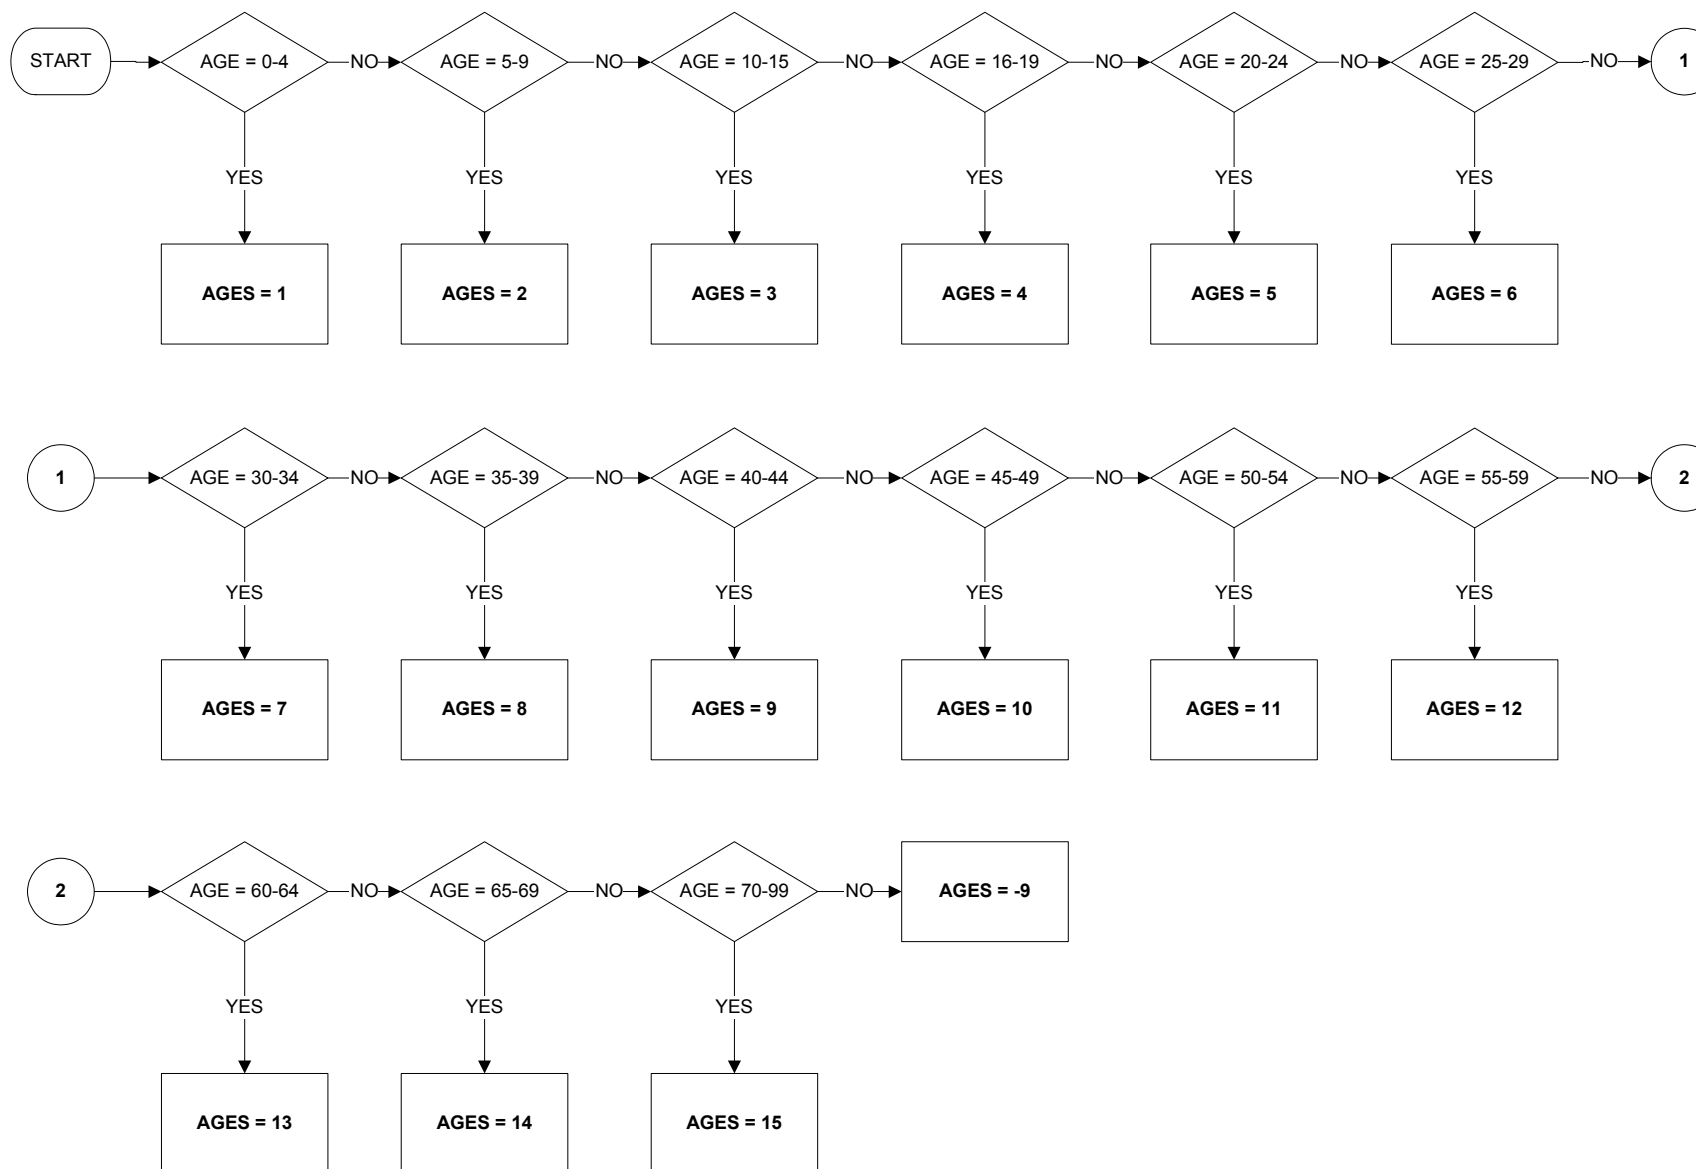 START
AGE = 0-4
NO
AGE = 5-9
NO
AGE = 10-15
NO
AGE = 16-19
NO
AGE = 20-24
NO
AGE = 25-29
NO
1
YES
YES
YES
YES
YES
YES
AGES = 1
AGES = 2
AGES = 3
AGES = 4
AGES = 5
AGES = 6
1
AGE = 30-34
NO
AGE = 35-39
NO
AGE = 40-44
NO
AGE = 45-49
NO
AGE = 50-54
NO
AGE = 55-59
NO
2
YES
YES
YES
YES
YES
YES
AGES = 7
AGES = 8
AGES = 9
AGES = 10
AGES = 11
AGES = 12
2
AGE = 60-64
NO
AGE = 65-69
NO
AGE = 70-99
NO
AGES = -9
YES
YES
YES
AGES = 13
AGES = 14
AGES = 15